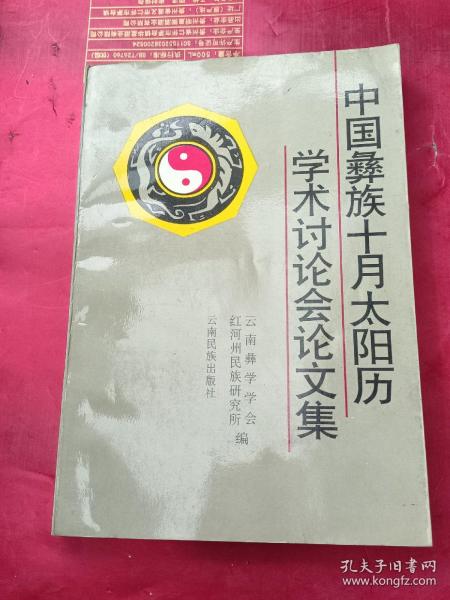 中国彝族十月太阳历
学术讨论会论文集
云南彝学学会
红河州民族研究所
编
云南民族出版社
孔夫子旧书网
www.kongfz.com